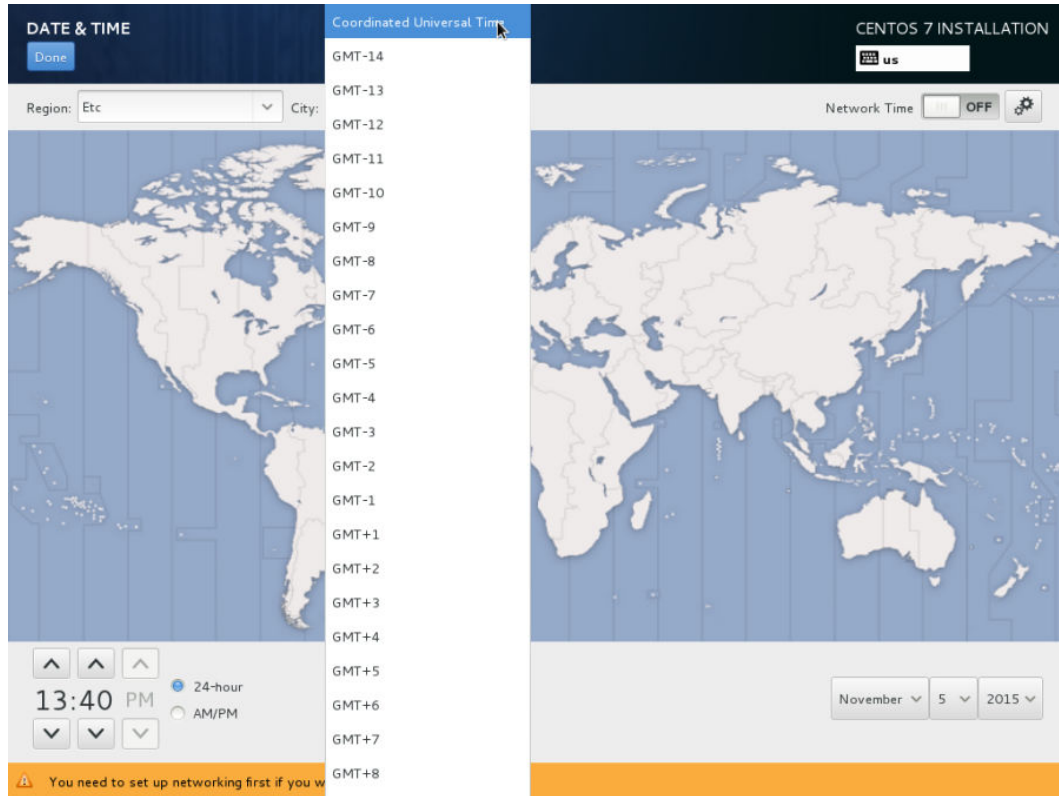 DATE & TIME
Done
CENTOS 7 INSTALLATION
us
Region: Etc City:
Network Time OFF
Coordinated Universal Time
GMT-14
GMT-13
GMT-12
GMT-11
GMT-10
GMT-9
GMT-8
GMT-7
GMT-6
GMT-5
GMT-4
GMT-3
GMT-2
GMT-1
GMT+1
GMT+2
GMT+3
GMT+4
GMT+5
GMT+6
GMT+7
GMT+8
13:40 PM
24-hour
AM/PM
November 5 2015
You need to set up networking first if you w